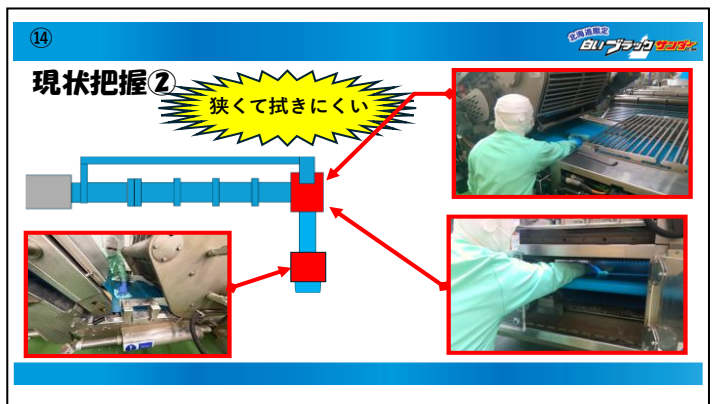 ⑭
北海道限定
白いブラックサンダー
現状把握②
狭くて拭きにくい